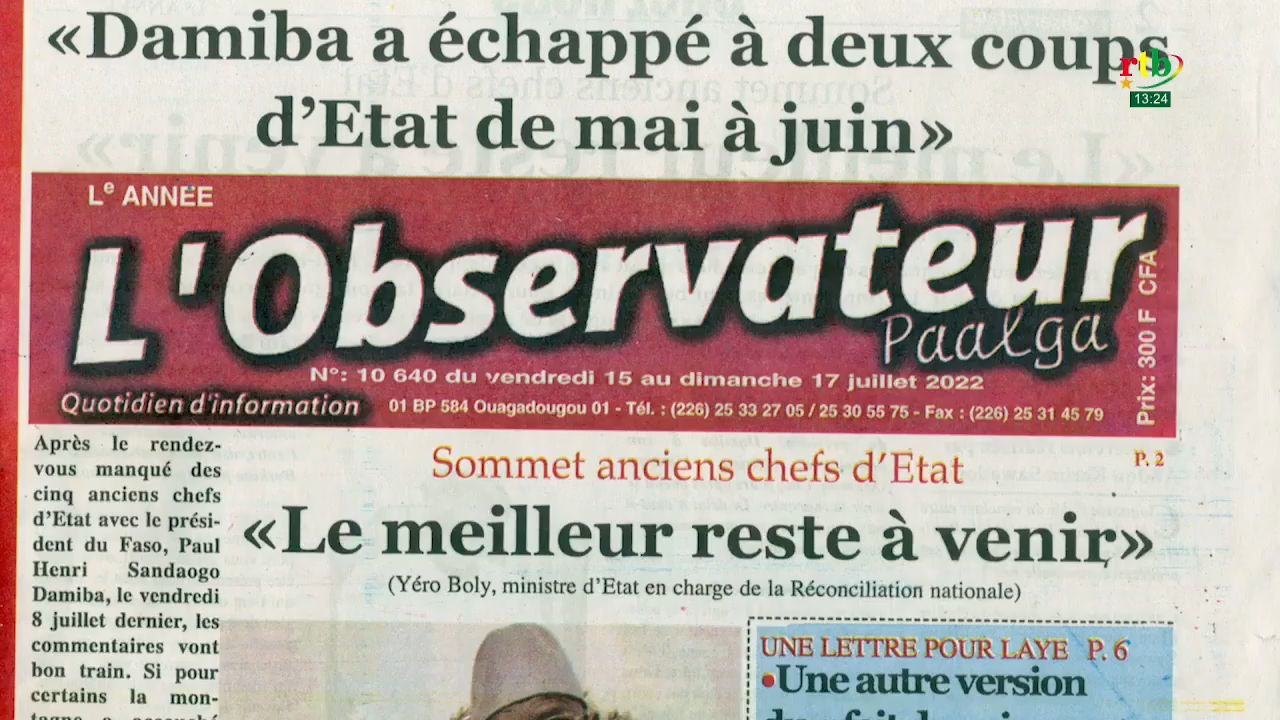 «Damiba a échappé à deux coups
d'Etat de mai à juin»
rtb
13:24
Lᵉ ANNÉE
L'Observateur
Paalga
Prix: 300 F CFA
N°: 10 640 du vendredi 15 au dimanche 17 juillet 2022
Quotidien d'information
01 BP 584 Ouagadougou 01 - Tél. : (226) 25 33 27 05 / 25 30 55 75 - Fax : (226) 25 31 45 79
Après le rendez-
vous manqué des
cinq anciens chefs
d'Etat avec le prési-
dent du Faso, Paul
Henri Sandaogo
Damiba, le vendredi
8 juillet dernier, les
commentaires vont
bon train. Si pour
certains la mon-
Sommet anciens chefs d'Etat
P. 2
«Le meilleur reste à venir»
(Yéro Boly, ministre d'Etat en charge de la Réconciliation nationale)
UNE LETTRE POUR LAYE P. 6
•Une autre version